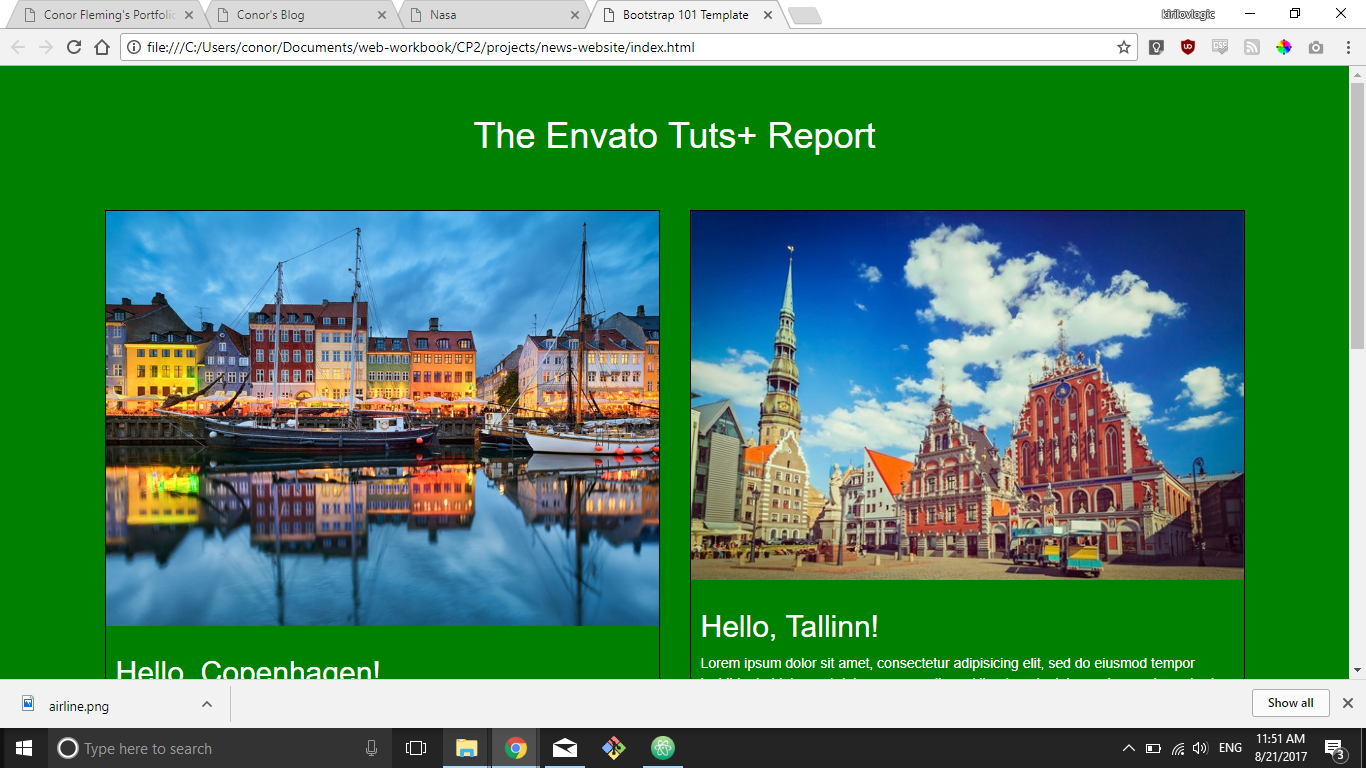 Conor Fleming's Portfolio
Conor's Blog
Nasa
Bootstrap 101 Template
kirilovlogic
file:///C:/Users/conor/Documents/web-workbook/CP2/projects/news-website/index.html
The Envato Tuts+ Report
Hello, Copenhagen!
Hello, Tallinn!
Lorem ipsum dolor sit amet, consectetur adipisicing elit, sed do eiusmod tempor
airline.png
Show all
Type here to search
ENG
11:51 AM
8/21/2017
3